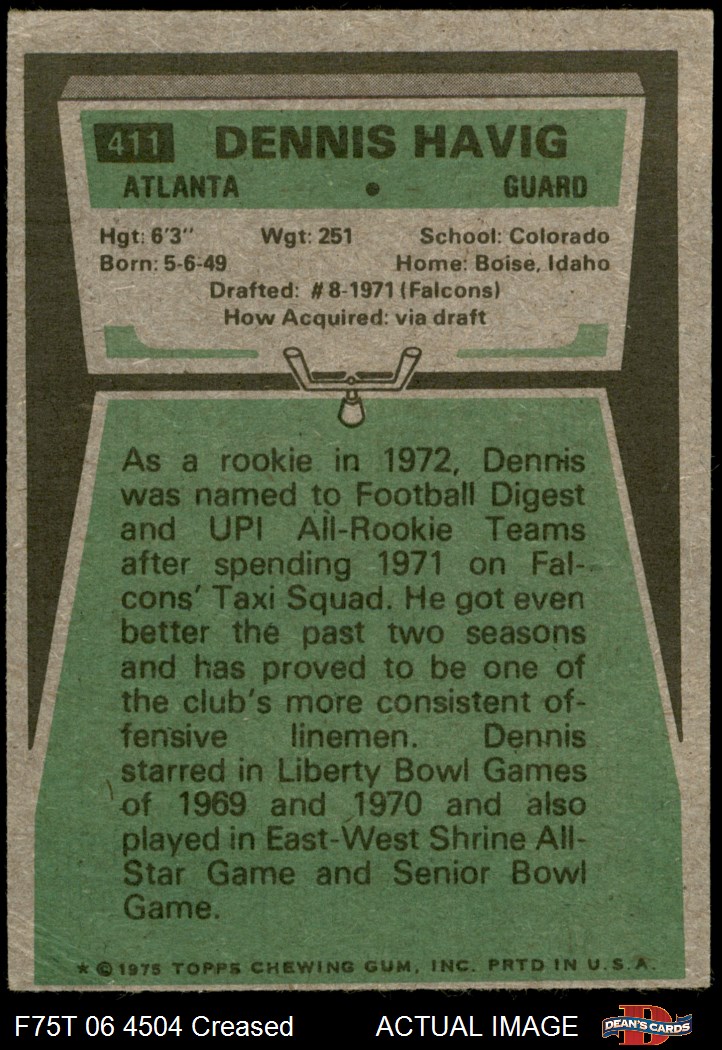 411 DENNIS HAVIG
ATLANTA • GUARD
Hgt: 6'3" Wgt: 251 School: Colorado
Born: 5-6-49 Home: Boise, Idaho
Drafted: #8-1971 (Falcons)
How Acquired: via draft
As a rookie in 1972, Dennis
was named to Football Digest
and UPI All-Rookie Teams
after spending 1971 on Fal-
cons' Taxi Squad. He got even
better the past two seasons
and has proved to be one of
the club's more consistent of-
fensive linemen. Dennis
starred in Liberty Bowl Games
of 1969 and 1970 and also
played in East-West Shrine All-
Star Game and Senior Bowl
Game.
★ © 1975 TOPPS CHEWING GUM, INC. PRTD IN U.S.A.
F75T 06 4504 Creased ACTUAL IMAGE DEAN'S CARDS